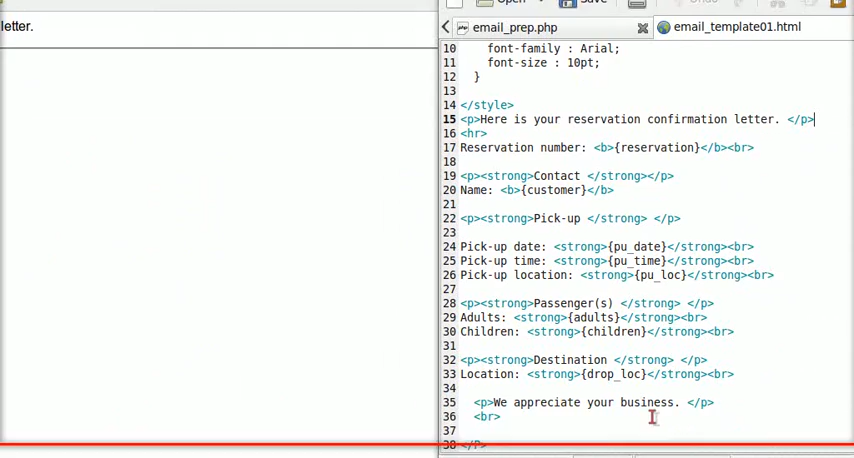 letter.
Open Save Undo
email_prep.php email_template01.html
10 font-family : Arial;
11 font-size : 10pt;
12 }
13
14 </style>
15 <p>Here is your reservation confirmation letter. </p>
16 <hr>
17 Reservation number: <b>{reservation}</b><br>
18
19 <p><strong>Contact </strong></p>
20 Name: <b>{customer}</b>
21
22 <p><strong>Pick-up </strong> </p>
23
24 Pick-up date: <strong>{pu_date}</strong><br>
25 Pick-up time: <strong>{pu_time}</strong><br>
26 Pick-up location: <strong>{pu_loc}</strong><br>
27
28 <p><strong>Passenger(s) </strong> </p>
29 Adults: <strong>{adults}</strong><br>
30 Children: <strong>{children}</strong><br>
31
32 <p><strong>Destination </strong> </p>
33 Location: <strong>{drop_loc}</strong><br>
34
35 <p>We appreciate your business. </p>
36 <br>
37
38 </P>